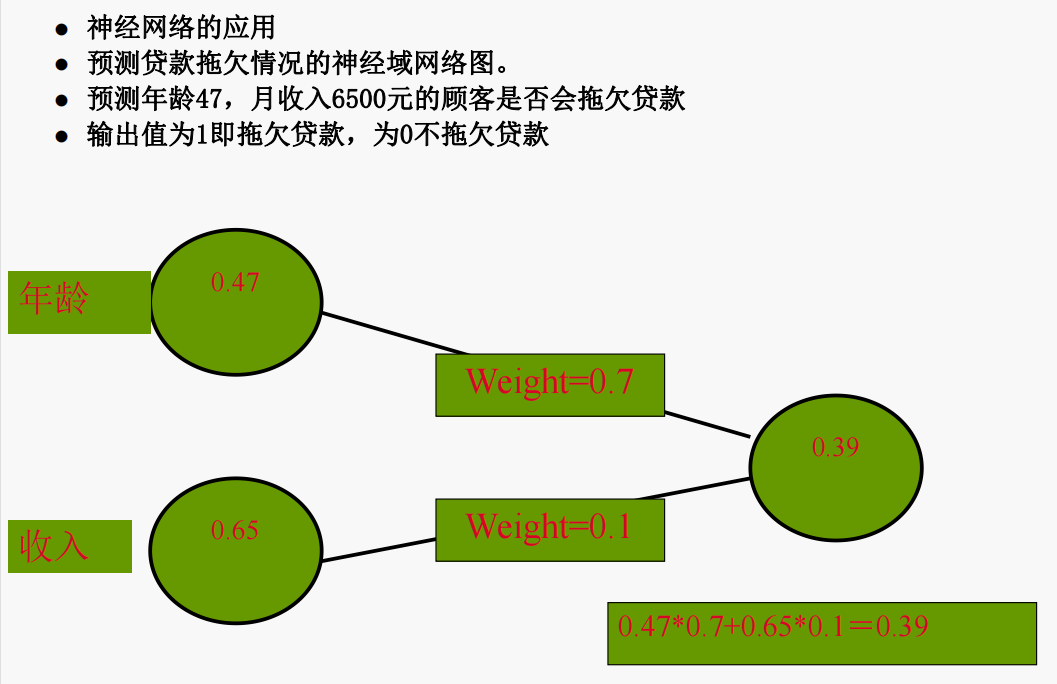 神经网络的应用
预测贷款拖欠情况的神经域网络图。
预测年龄47，月收入6500元的顾客是否会拖欠贷款
输出值为1即拖欠贷款，为0不拖欠贷款
年龄
0.47
Weight=0.7
0.39
收入
0.65
Weight=0.1
0.47*0.7+0.65*0.1＝0.39